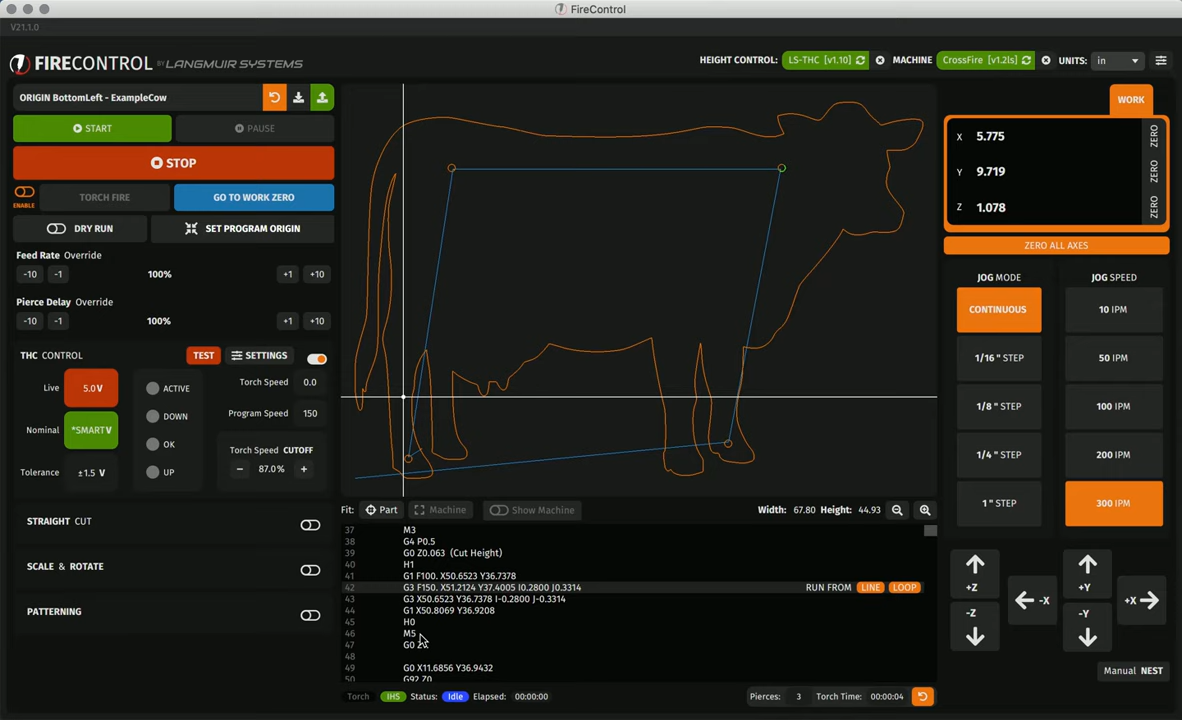 FireControl
V21.1.0
FIRECONTROL BY LANGMUIR SYSTEMS
HEIGHT CONTROL: LS-THC [v1.10] MACHINE CrossFire [v1.2ls] UNITS: in
ORIGIN BottomLeft - ExampleCow
START PAUSE
STOP
ENABLE TORCH FIRE GO TO WORK ZERO
DRY RUN SET PROGRAM ORIGIN
Feed Rate Override
-10 -1 100% +1 +10
Pierce Delay Override
-10 -1 100% +1 +10
THC CONTROL TEST SETTINGS
Live 5.0V ACTIVE Torch Speed 0.0
DOWN Program Speed 150
Nominal *SMARTV OK
Torch Speed CUTOFF
Tolerance ±1.5 V UP − 87.0% +
STRAIGHT CUT
SCALE & ROTATE
PATTERNING
Fit: Part Machine Show Machine Width: 67.80 Height: 44.93
37 M3
38 G4 P0.5
39 G0 Z0.063 (Cut Height)
40 H1
41 G1 F100. X50.6523 Y36.7378
42 G3 F150. X51.2124 Y37.4005 I0.2800 J0.3314 RUN FROM LINE LOOP
43 G3 X50.6523 Y36.7378 I-0.2800 J-0.3314
44 G1 X50.8069 Y36.9208
45 H0
46 M5
47 G0
48
49 G0 X11.6856 Y36.9432
50 G92 Z0
Torch IHS Status: Idle Elapsed: 00:00:00 Pierces: 3 Torch Time: 00:00:04
WORK
X 5.775 ZERO
Y 9.719 ZERO
Z 1.078 ZERO
ZERO ALL AXES
JOG MODE JOG SPEED
CONTINUOUS 10 IPM
1/16 " STEP 50 IPM
1/8 " STEP 100 IPM
1/4 " STEP 200 IPM
1 " STEP 300 IPM
+Z +Y
-X +X
-Z -Y
Manual NEST